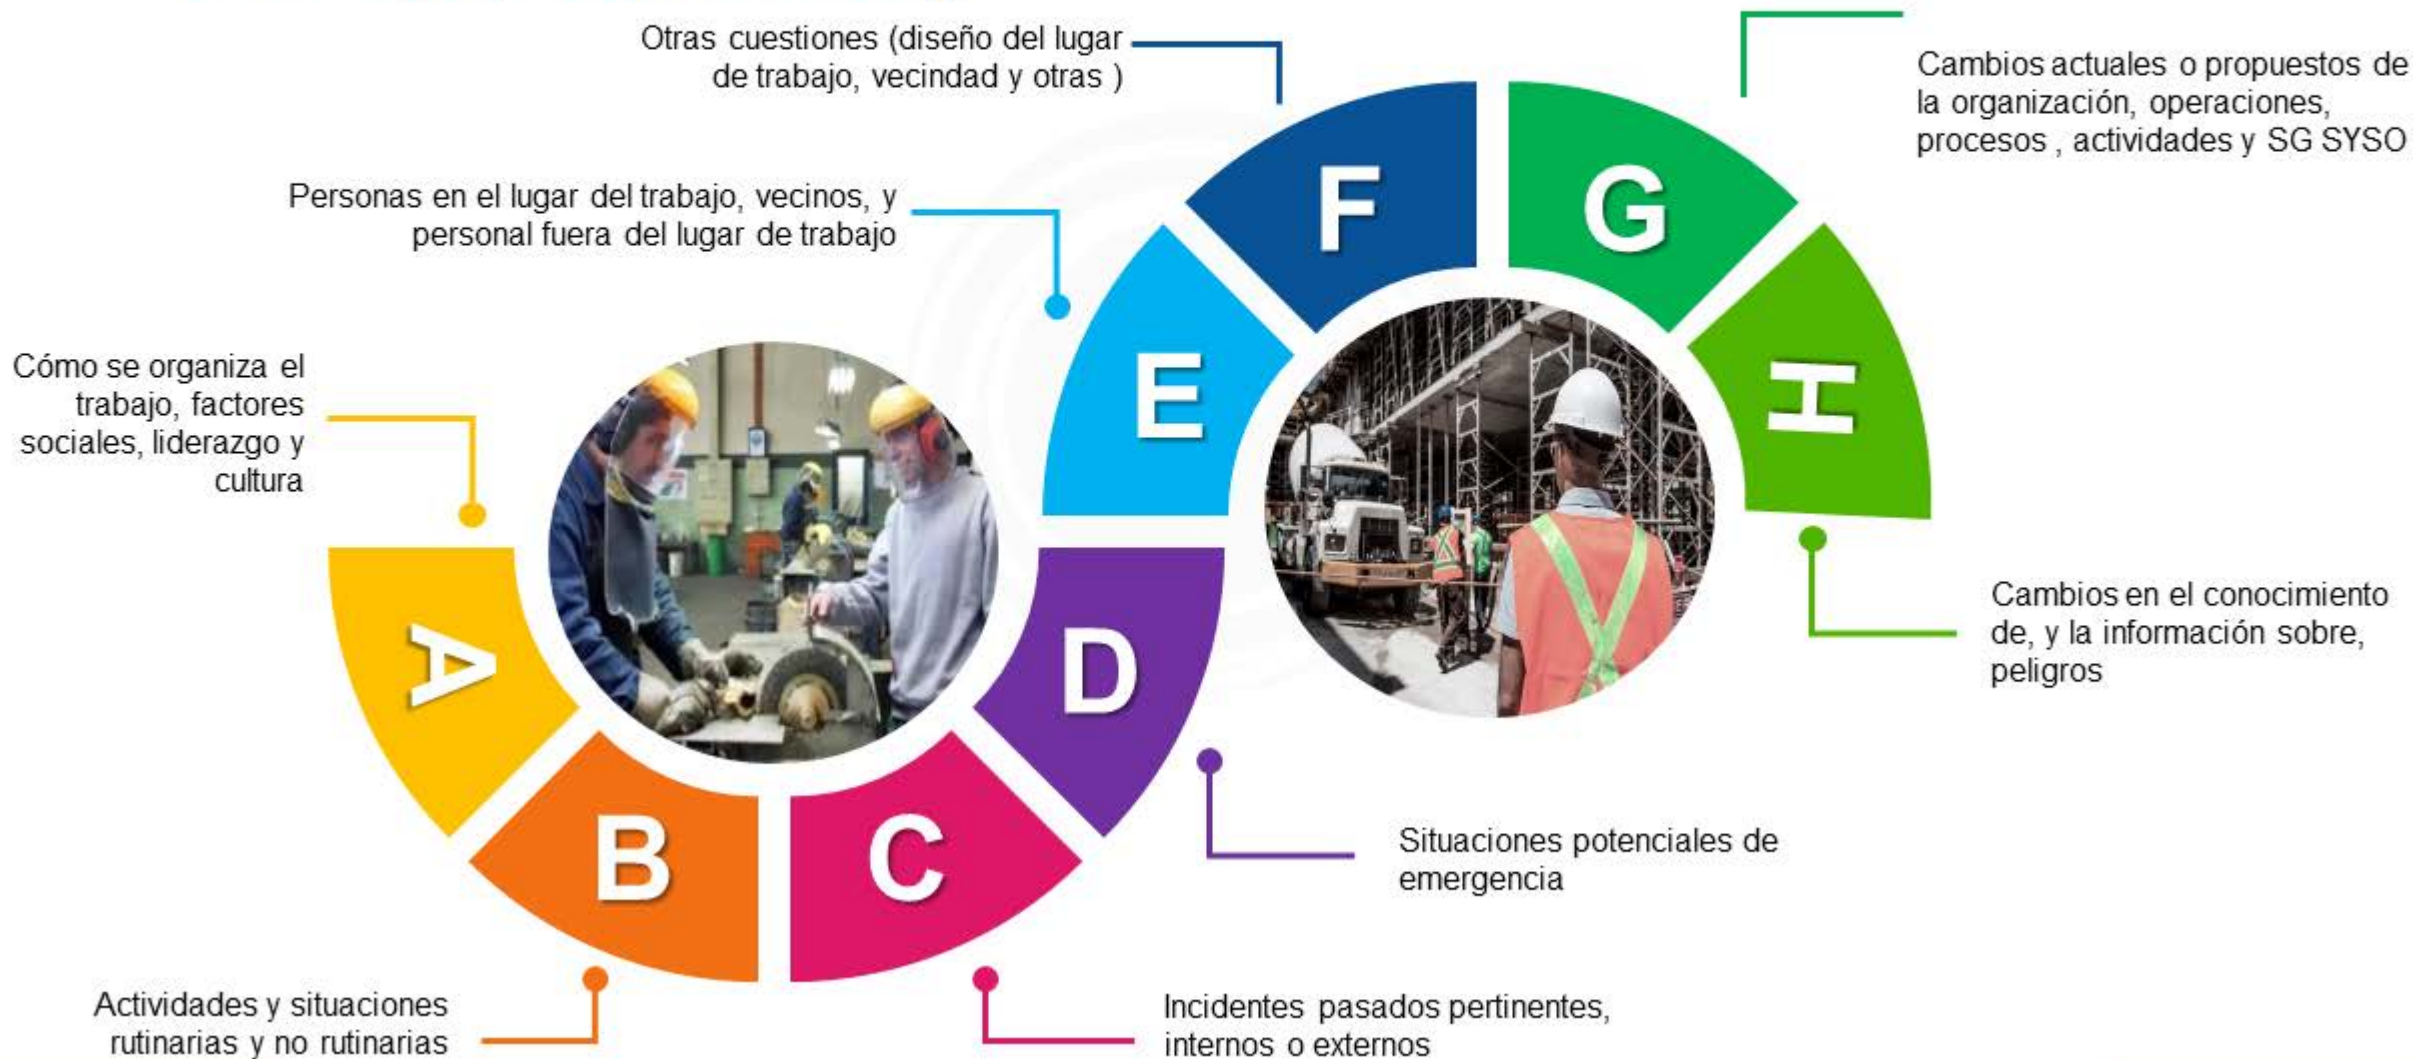 Otras cuestiones (diseño del lugar
de trabajo, vecindad y otras )
Cambios actuales o propuestos de
la organización, operaciones,
procesos , actividades y SG SYSO
Personas en el lugar del trabajo, vecinos, y
personal fuera del lugar de trabajo
Cómo se organiza el
trabajo, factores
sociales, liderazgo y
cultura
F
G
E
H
A
D
B
C
Cambios en el conocimiento
de, y la información sobre,
peligros
Situaciones potenciales de
emergencia
Actividades y situaciones
rutinarias y no rutinarias
Incidentes pasados pertinentes,
internos o externos